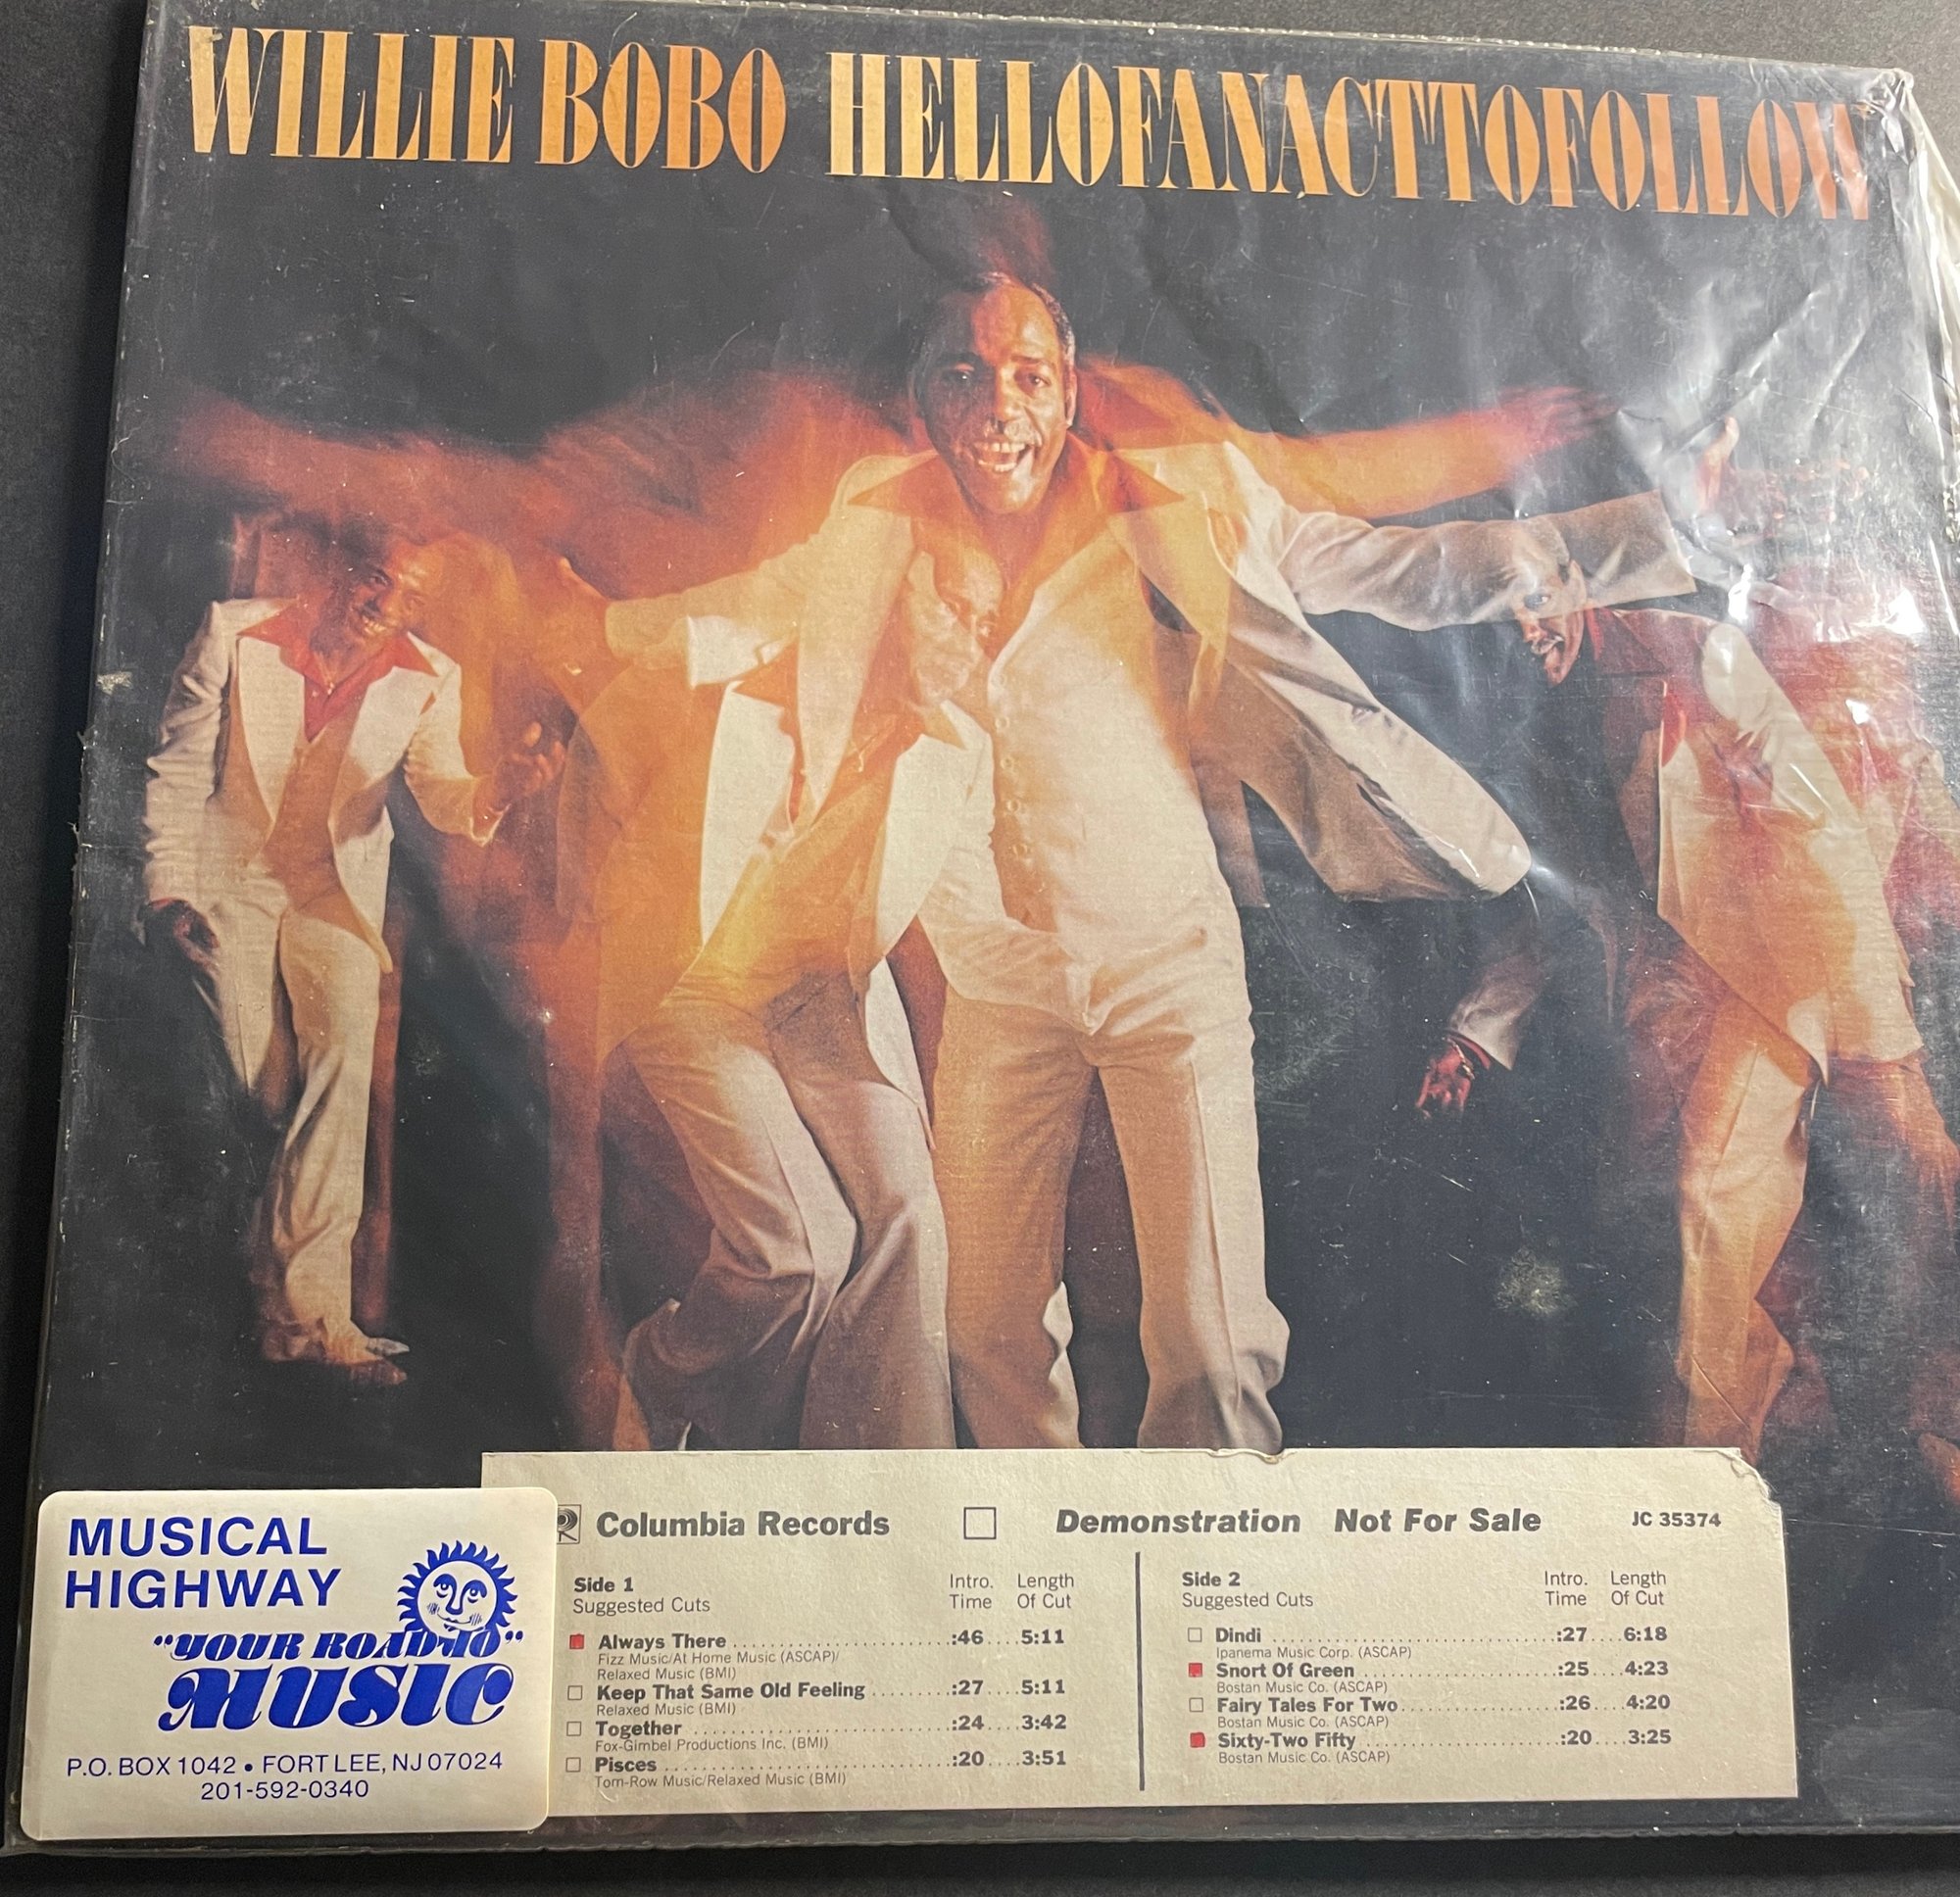 WILLIE BOBO HELLOFANACTTOFOLLOW
MUSICAL
HIGHWAY
"YOUR ROAD TO"
MUSIC
P.O. BOX 1042 • FORT LEE, NJ 07024
201-592-0340
Columbia Records Demonstration Not For Sale JC 35374
Side 1 Intro. Length
Suggested Cuts Time Of Cut
Always There :46 5:11
Fizz Music/At Home Music (ASCAP)/
Relaxed Music (BMI)
Keep That Same Old Feeling :27 5:11
Relaxed Music (BMI)
Together :24 3:42
Fox-Gimbel Productions Inc. (BMI)
Pisces :20 3:51
Tom-Row Music/Relaxed Music (BMI)
Side 2 Intro. Length
Suggested Cuts Time Of Cut
Dindi :27 6:18
Ipanema Music Corp. (ASCAP)
Snort Of Green :25 4:23
Bostan Music Co. (ASCAP)
Fairy Tales For Two :26 4:20
Bostan Music Co. (ASCAP)
Sixty-Two Fifty :20 3:25
Bostan Music Co. (ASCAP)